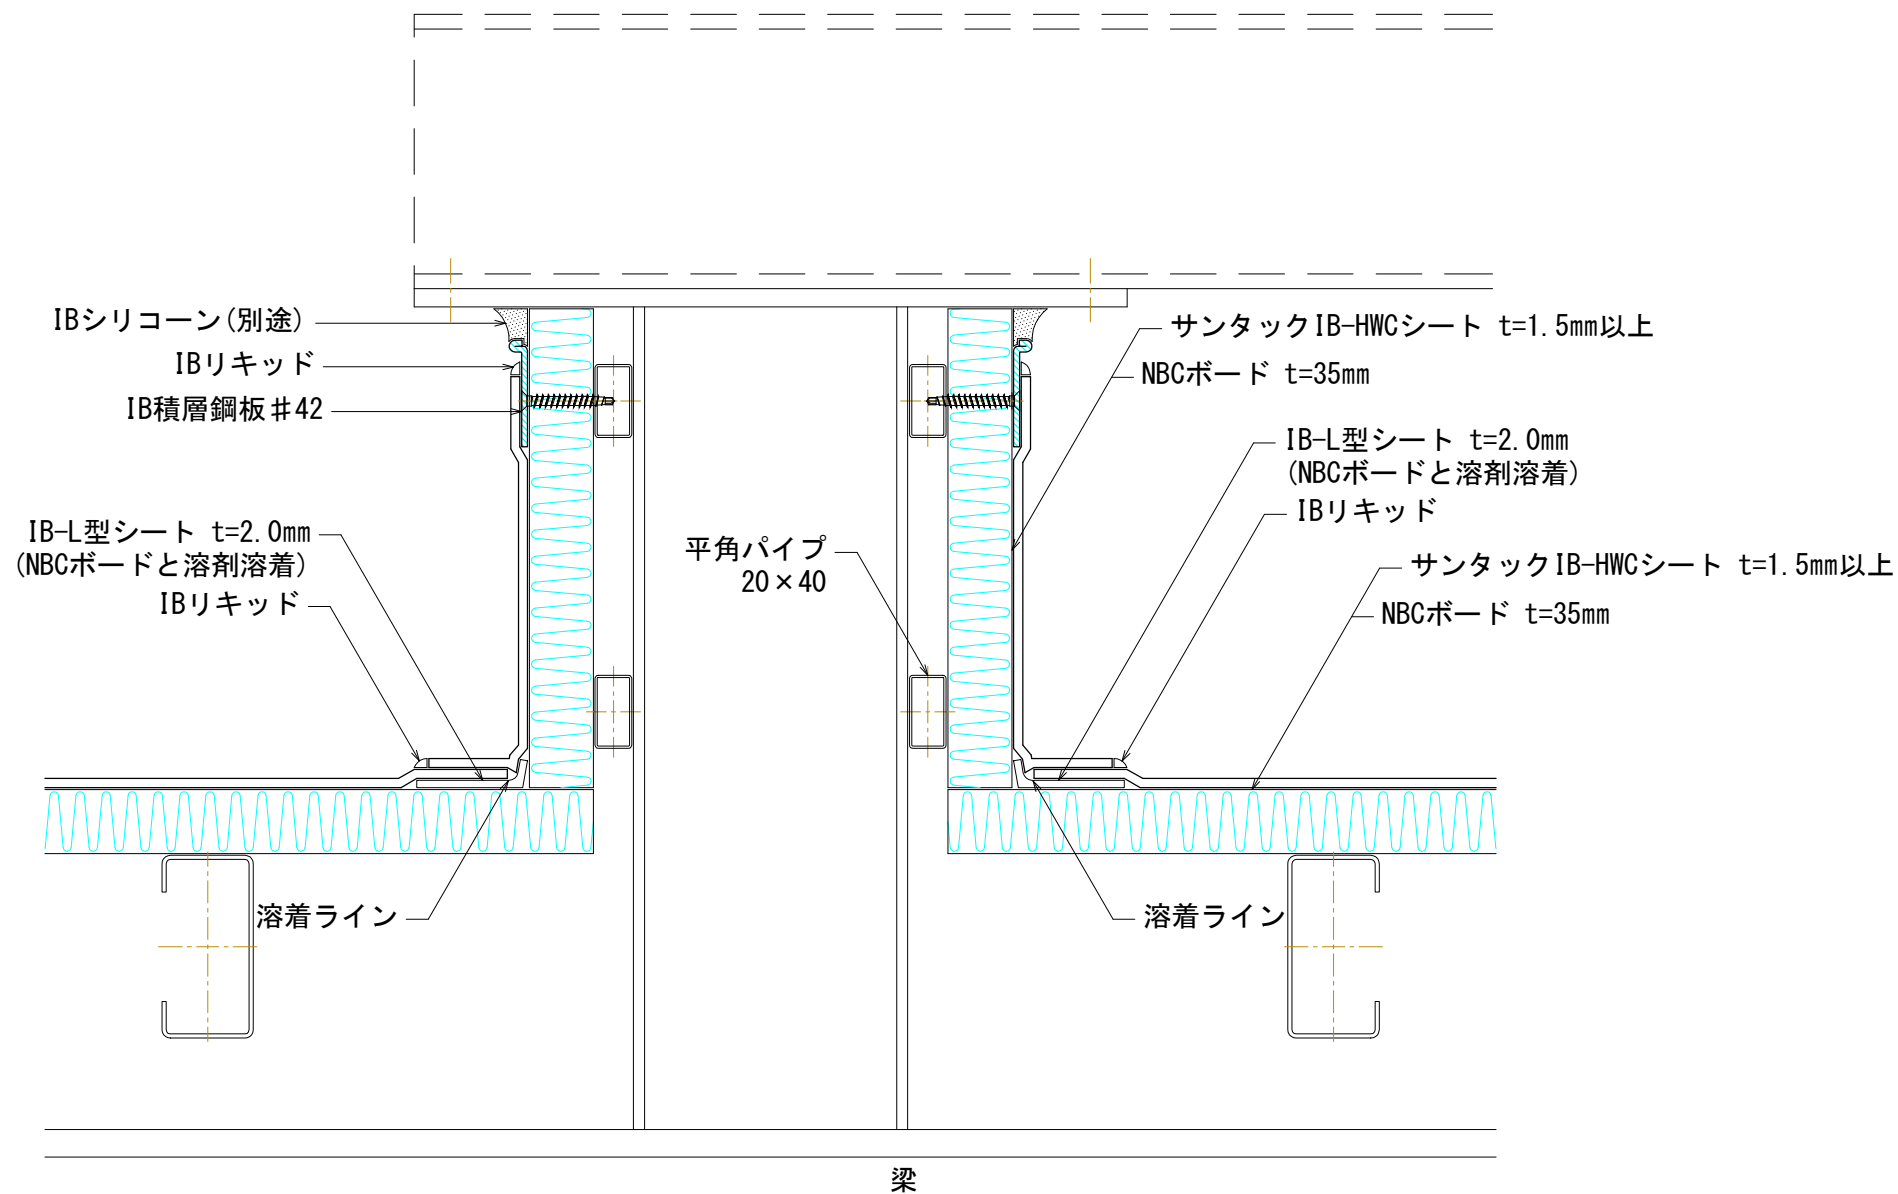 IBシリコーン(別途)
IBリキッド
IB積層鋼板♯42
IB-L型シート t=2.0mm
(NBCボードと溶剤溶着)
IBリキッド
溶着ライン
平角パイプ
20×40
サンタックIB-HWCシート t=1.5mm以上
NBCボード t=35mm
IB-L型シート t=2.0mm
(NBCボードと溶剤溶着)
IBリキッド
サンタックIB-HWCシート t=1.5mm以上
NBCボード t=35mm
溶着ライン
梁